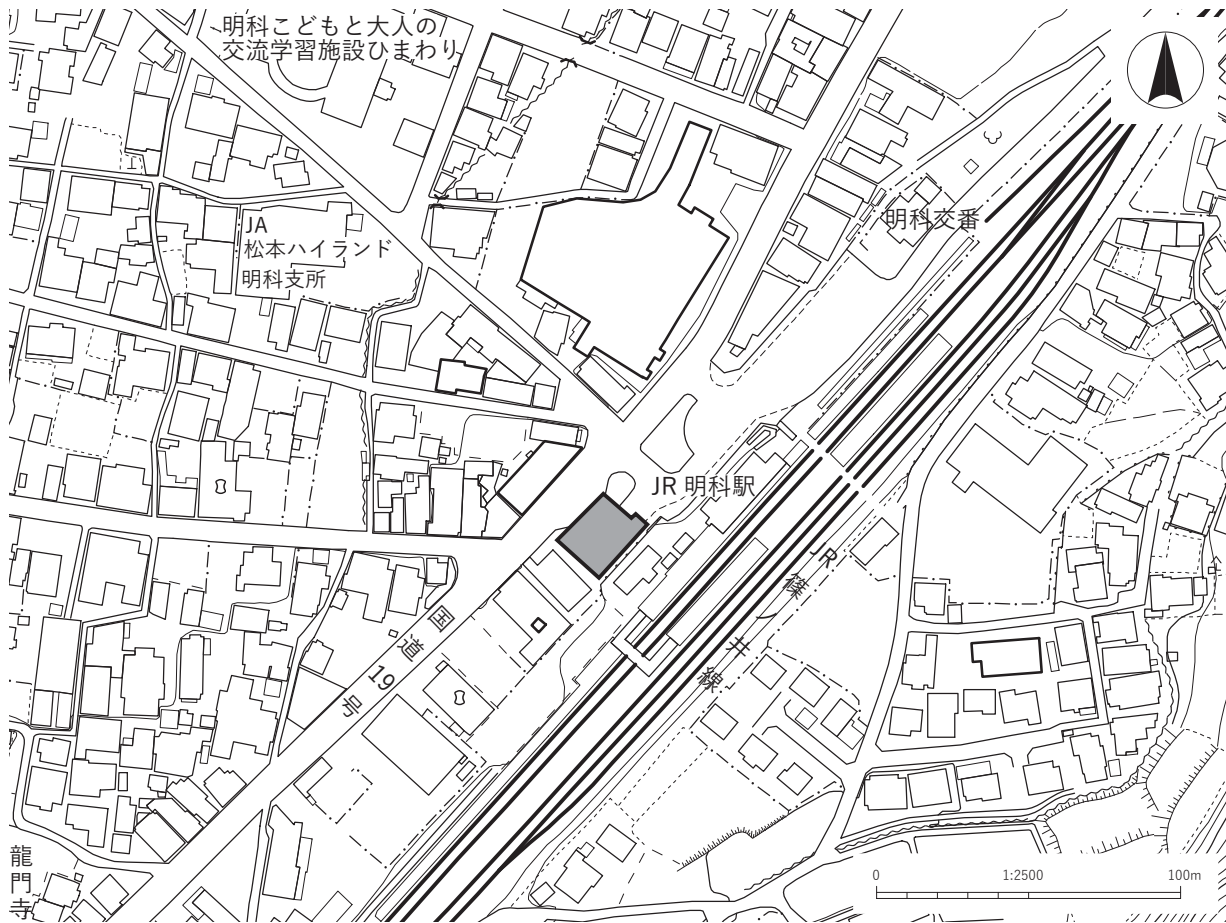 明科こどもと大人の
交流学習施設ひまわり
JA
松本ハイランド
明科支所
明科交番
JR 明科駅
JR 篠ノ井線
国道19号
龍門寺
0 1:2500 100m